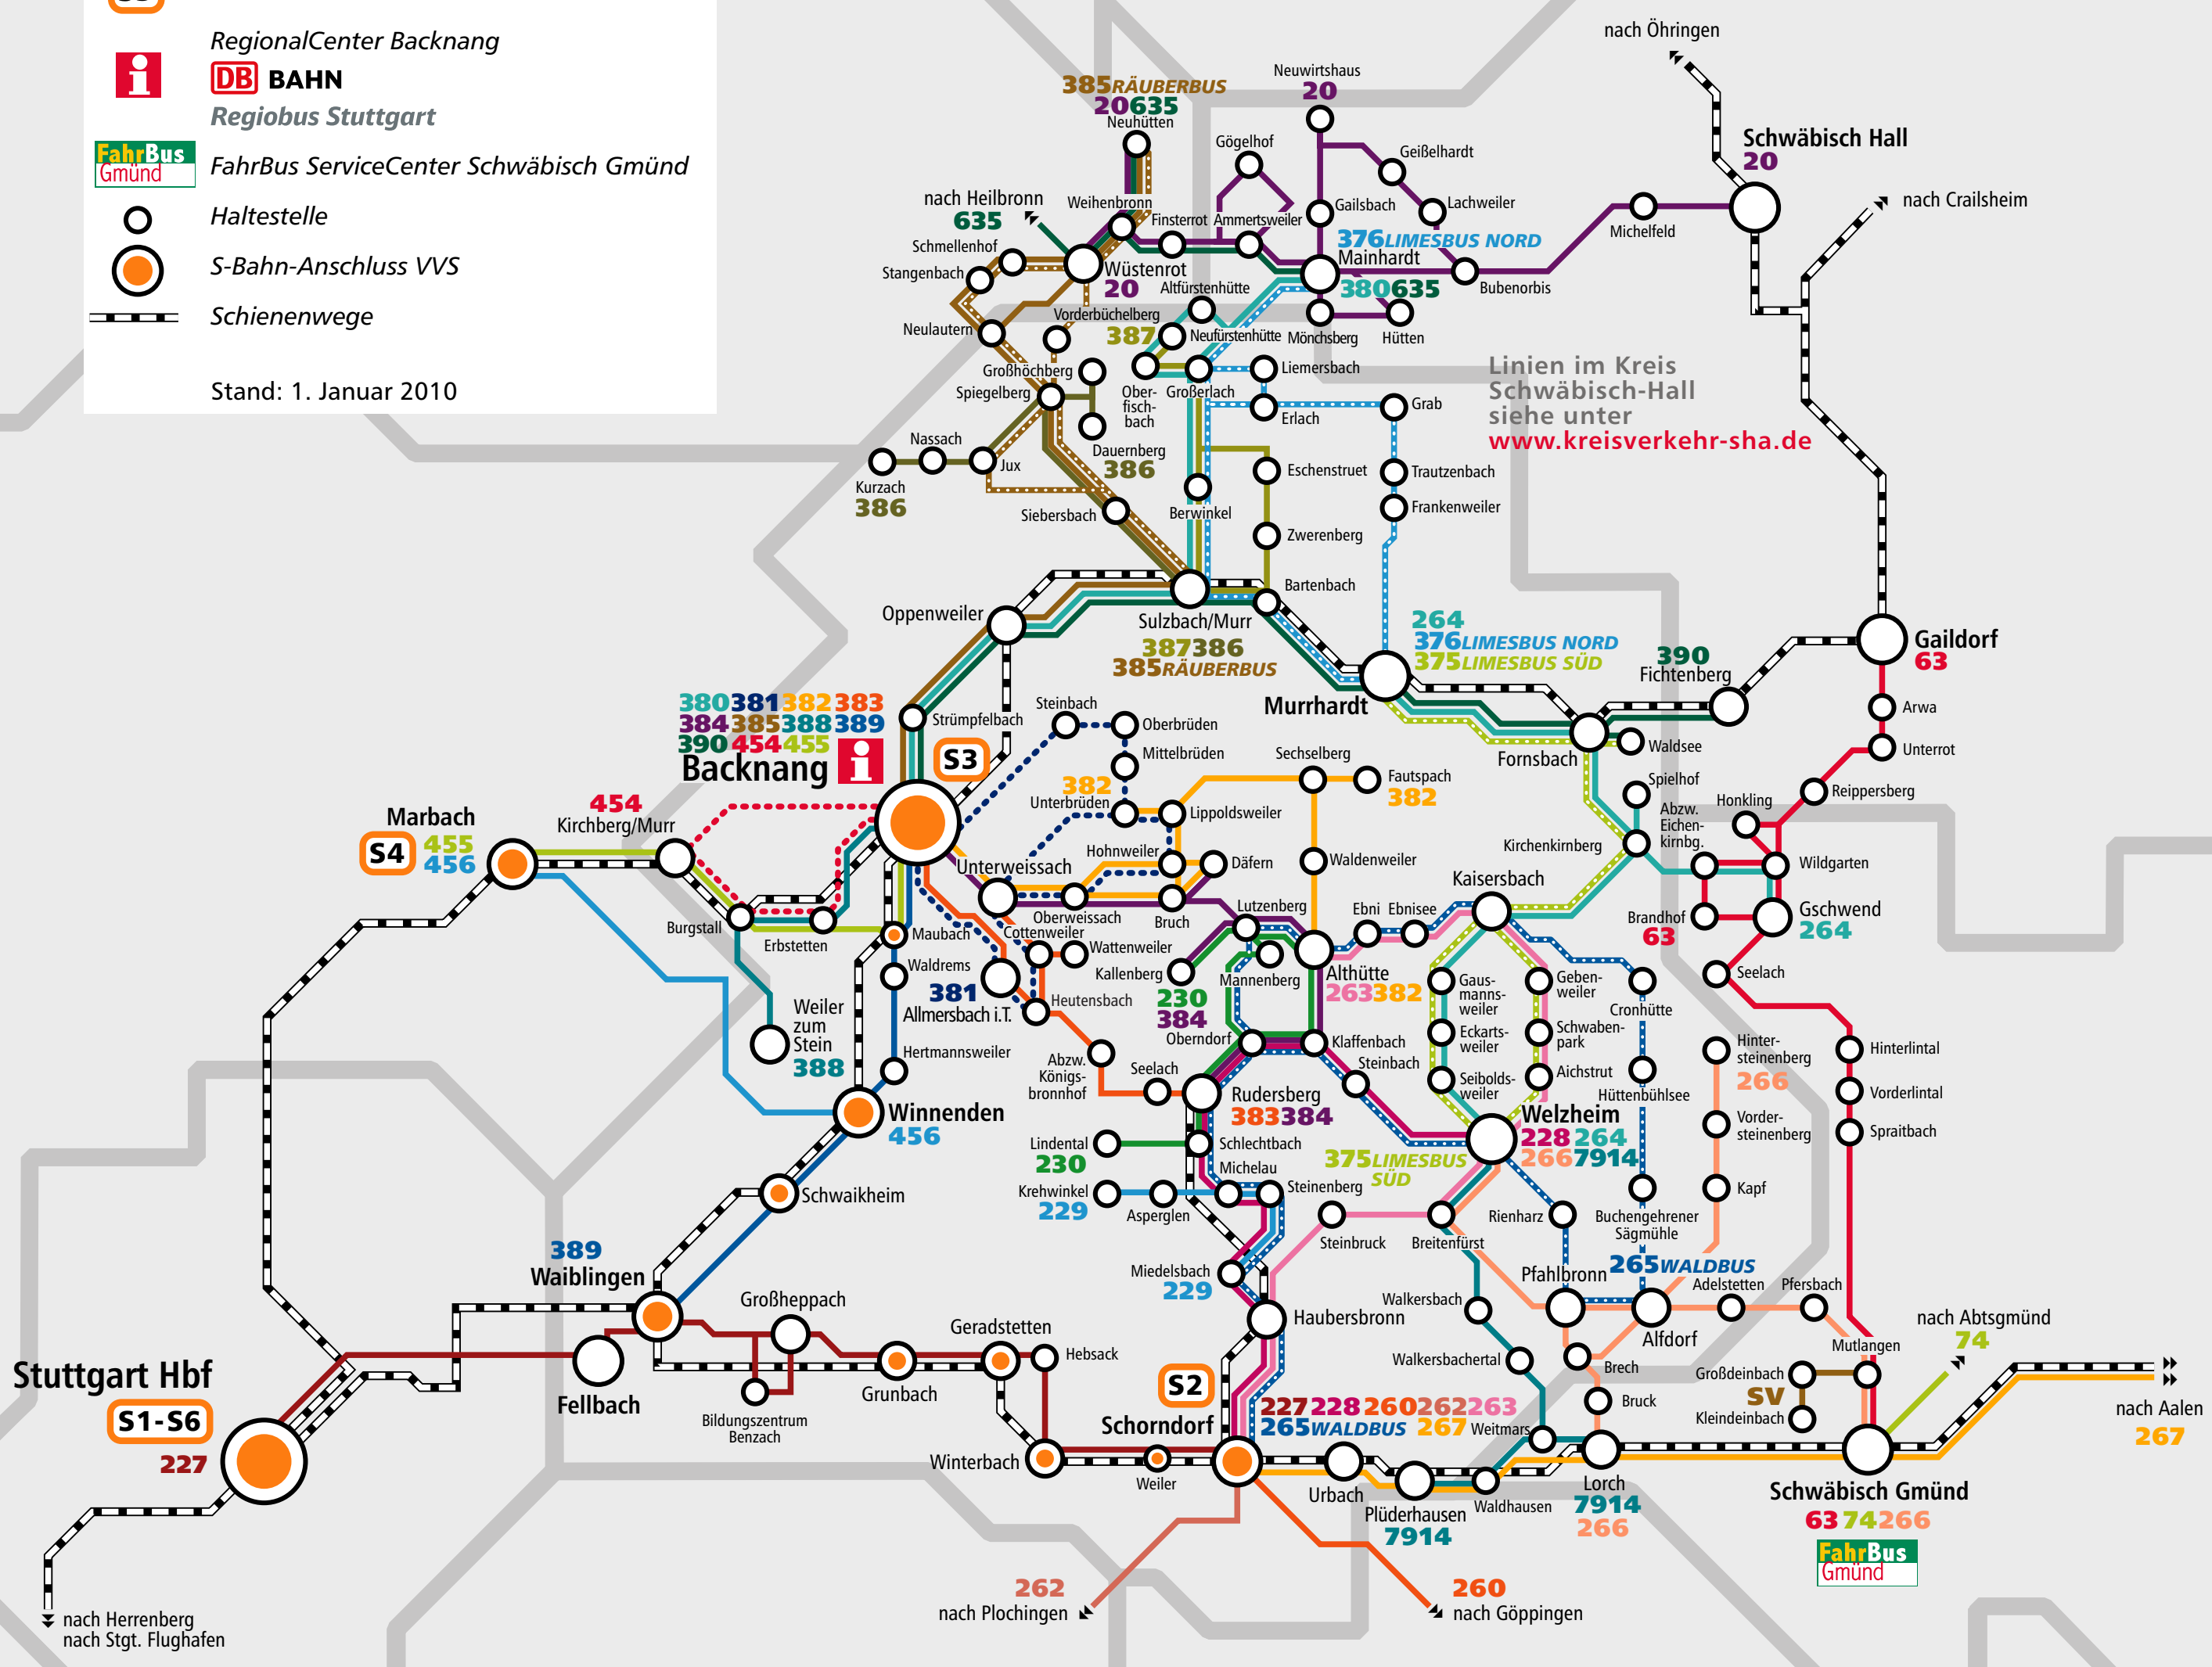 RegionalCenter Backnang
i
DB BAHN
Regiobus Stuttgart
FahrBus
Gmünd
FahrBus ServiceCenter Schwäbisch Gmünd
Haltestelle
S-Bahn-Anschluss VVS
Schienenwege
Stand: 1. Januar 2010
nach Öhringen
Schwäbisch Hall
20
nach Crailsheim
Michelfeld
385RÄUBERBUS
20635
Neuhütten
Neuwirtshaus
20
Gögelhof
Geißelhardt
Lachweiler
Gailsbach
nach Heilbronn
635
Weihenbronn
Finsterrot
Ammertsweiler
376LIMESBUS NORD
Mainhardt
380635
Bubenorbis
Schmellenhof
Stangenbach
Wüstenrot
20
Altfürstenhütte
Vorderbüchelberg
387
Neufürstenhütte
Mönchsberg
Hütten
Neulautern
Großhöchberg
Spiegelberg
Ober-
fisch-
bach
Großerlach
Liemersbach
Erlach
Grab
Linien im Kreis
Schwäbisch-Hall
siehe unter
www.kreisverkehr-sha.de
Nassach
Jux
Kurzach
386
Dauernberg
386
Siebersbach
Berwinkel
Eschenstruet
Zwerenberg
Trautzenbach
Frankenweiler
Bartenbach
Oppenweiler
Sulzbach/Murr
387386
385RÄUBERBUS
264
376LIMESBUS NORD
375LIMESBUS SÜD
Murrhardt
390
Fichtenberg
Gaildorf
63
Arwa
Unterrot
Reippersberg
Fornsbach
Waldsee
Spielhof
Abzw.
Eichen-
kirnbg.
Honkling
Kirchenkirnberg
Wildgarten
Brandhof
63
Gschwend
264
Seelach
380381382383
384385388389
390454455
Backnang
i
S3
Strümpfelbach
Steinbach
Oberbrüden
Mittelbrüden
382
Unterbrüden
Lippoldsweiler
Sechselberg
Fautspach
382
Marbach
S4
455
456
454
Kirchberg/Murr
Burgstall
Erbstetten
Maubach
Waldrems
Hertmannsweiler
Weiler
zum
Stein
388
Unterweissach
Hohnweiler
Däfern
Oberweissach
Bruch
Cottenweiler
Wattenweiler
381
Allmersbach i.T.
Heutensbach
Waldenweiler
Lutzenberg
Kallenberg
230
384
Mannenberg
Althütte
263382
Ebni
Ebnisee
Kaisersbach
Gaus-
manns-
weiler
Eckarts-
weiler
Seibolds-
weiler
Geben-
weiler
Schwaben-
park
Aichstrut
Cronhütte
Hüttenbühlsee
Hinter-
steinenberg
266
Vorder-
steinenberg
Kapf
Hinterlintal
Vorderlintal
Spraitbach
Oberndorf
Klaffenbach
Steinbach
Abzw.
Königs-
bronnhof
Seelach
Rudersberg
383384
Welzheim
228264
2667914
Winnenden
456
Lindental
230
Schlechtbach
Michelau
Krehwinkel
229
Asperglen
Steinenberg
375LIMESBUS
SÜD
Steinbruck
Breitenfürst
Rienharz
Buchengehrener
Sägmühle
265WALDBUS
Schwaikheim
389
Waiblingen
Miedelsbach
229
Haubersbronn
Walkersbach
Pfahlbronn
Alfdorf
Adelstetten
Pfersbach
Mutlangen
nach Abtsgmünd
74
Großheppach
Geradstetten
Hebsack
Stuttgart Hbf
S1-S6
227
Fellbach
Bildungszentrum
Benzach
Grunbach
Walkersbachertal
Brech
Bruck
Großdeinbach
SV
Kleindeinbach
nach Aalen
267
S2
Schorndorf
227228260262263
265WALDBUS 267
Weitmars
Winterbach
Weiler
Urbach
Plüderhausen
7914
Waldhausen
Lorch
7914
266
Schwäbisch Gmünd
6374266
FahrBus
Gmünd
262
nach Plochingen
260
nach Göppingen
nach Herrenberg
nach Stgt. Flughafen